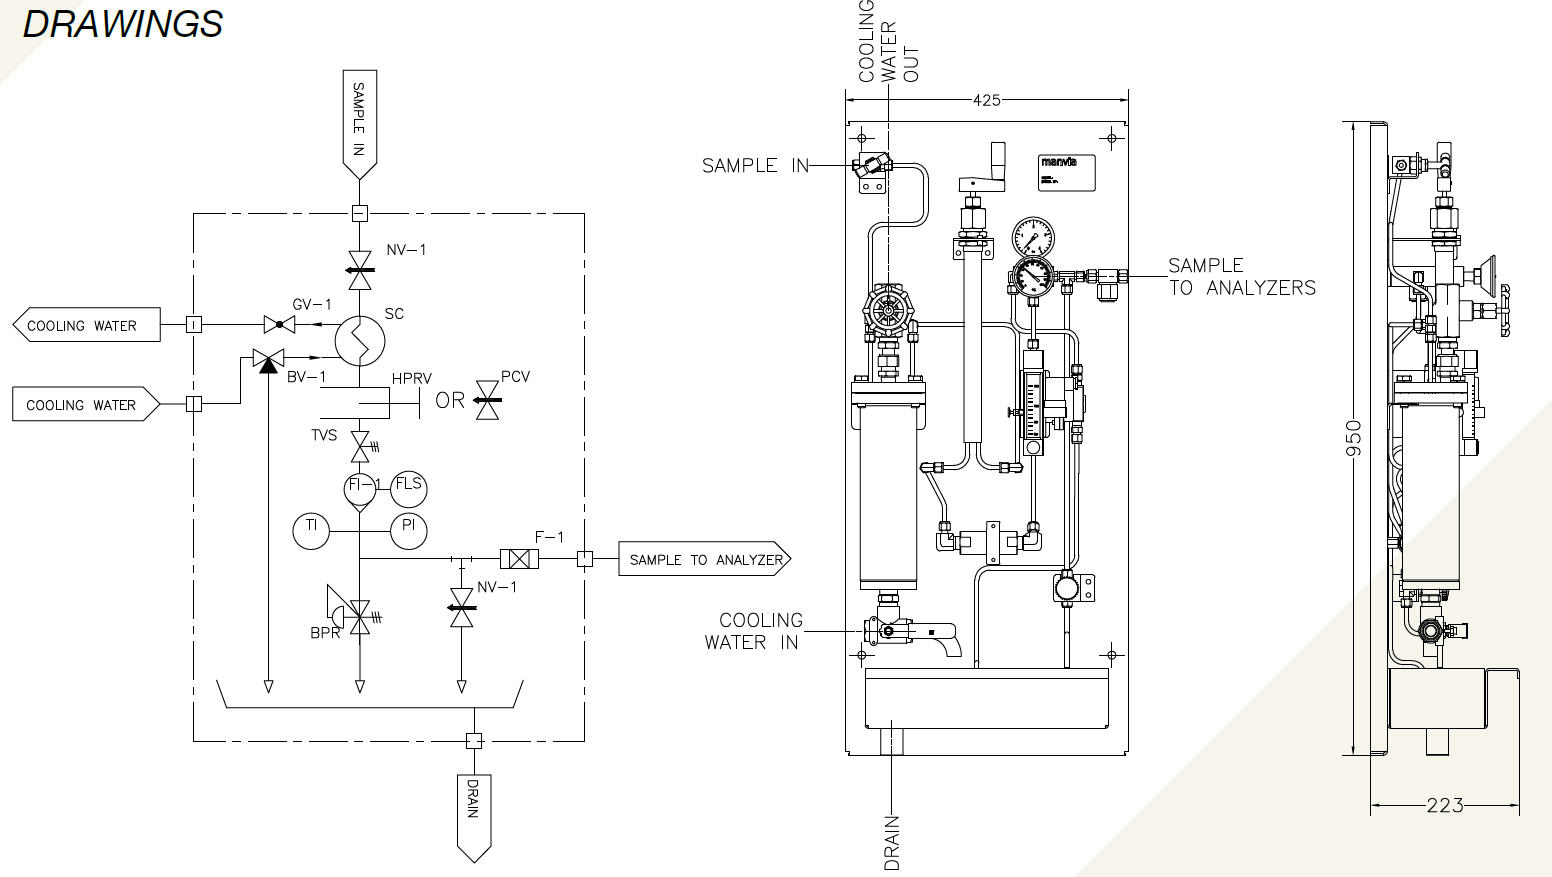 DRAWINGS
SAMPLE IN
NV-1
GV-1
SC
COOLING WATER
BV-1
HPRV
OR
PCV
COOLING WATER
TVS
FI-1
FLS
TI
PI
F-1
SAMPLE TO ANALYZER
NV-1
BPR
DRAIN
COOLING
WATER
OUT
425
SAMPLE IN
manvia
SAMPLE
TO ANALYZERS
COOLING
WATER IN
DRAIN
950
223